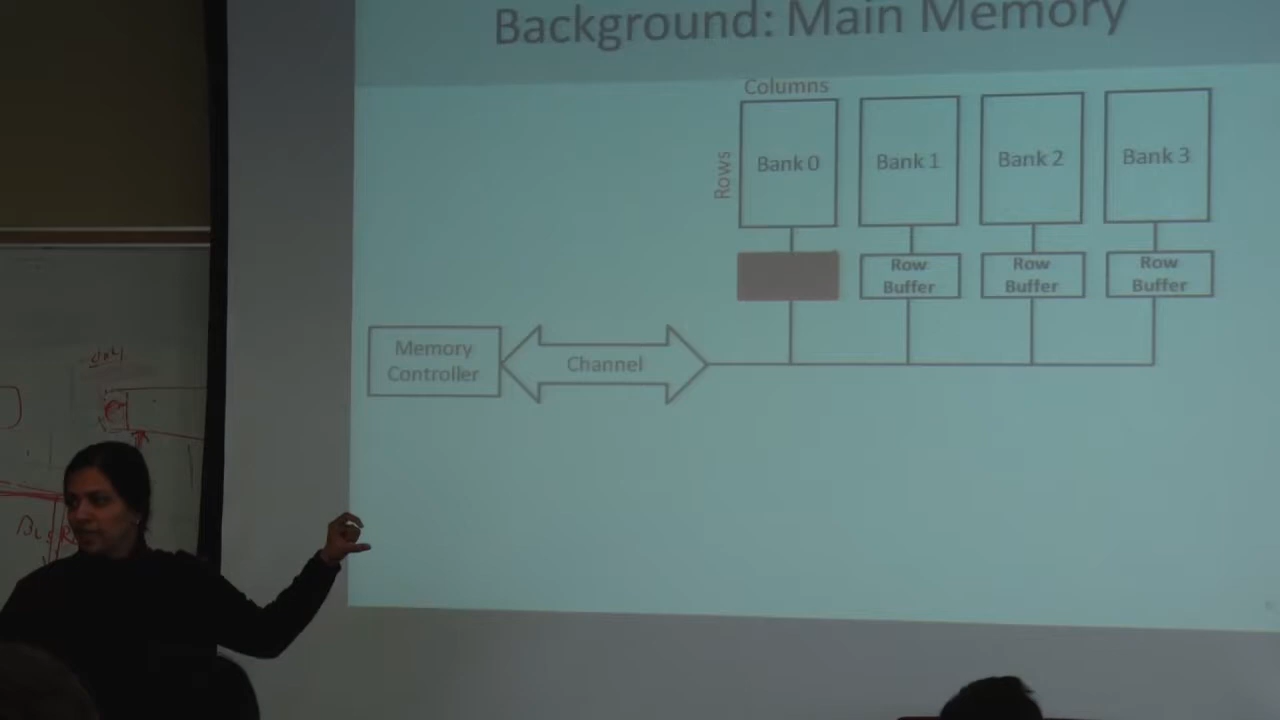 Background: Main Memory
Columns
Rows
Bank 0
Bank 1
Bank 2
Bank 3
Row
Buffer
Row
Buffer
Row
Buffer
Memory
Controller
Channel